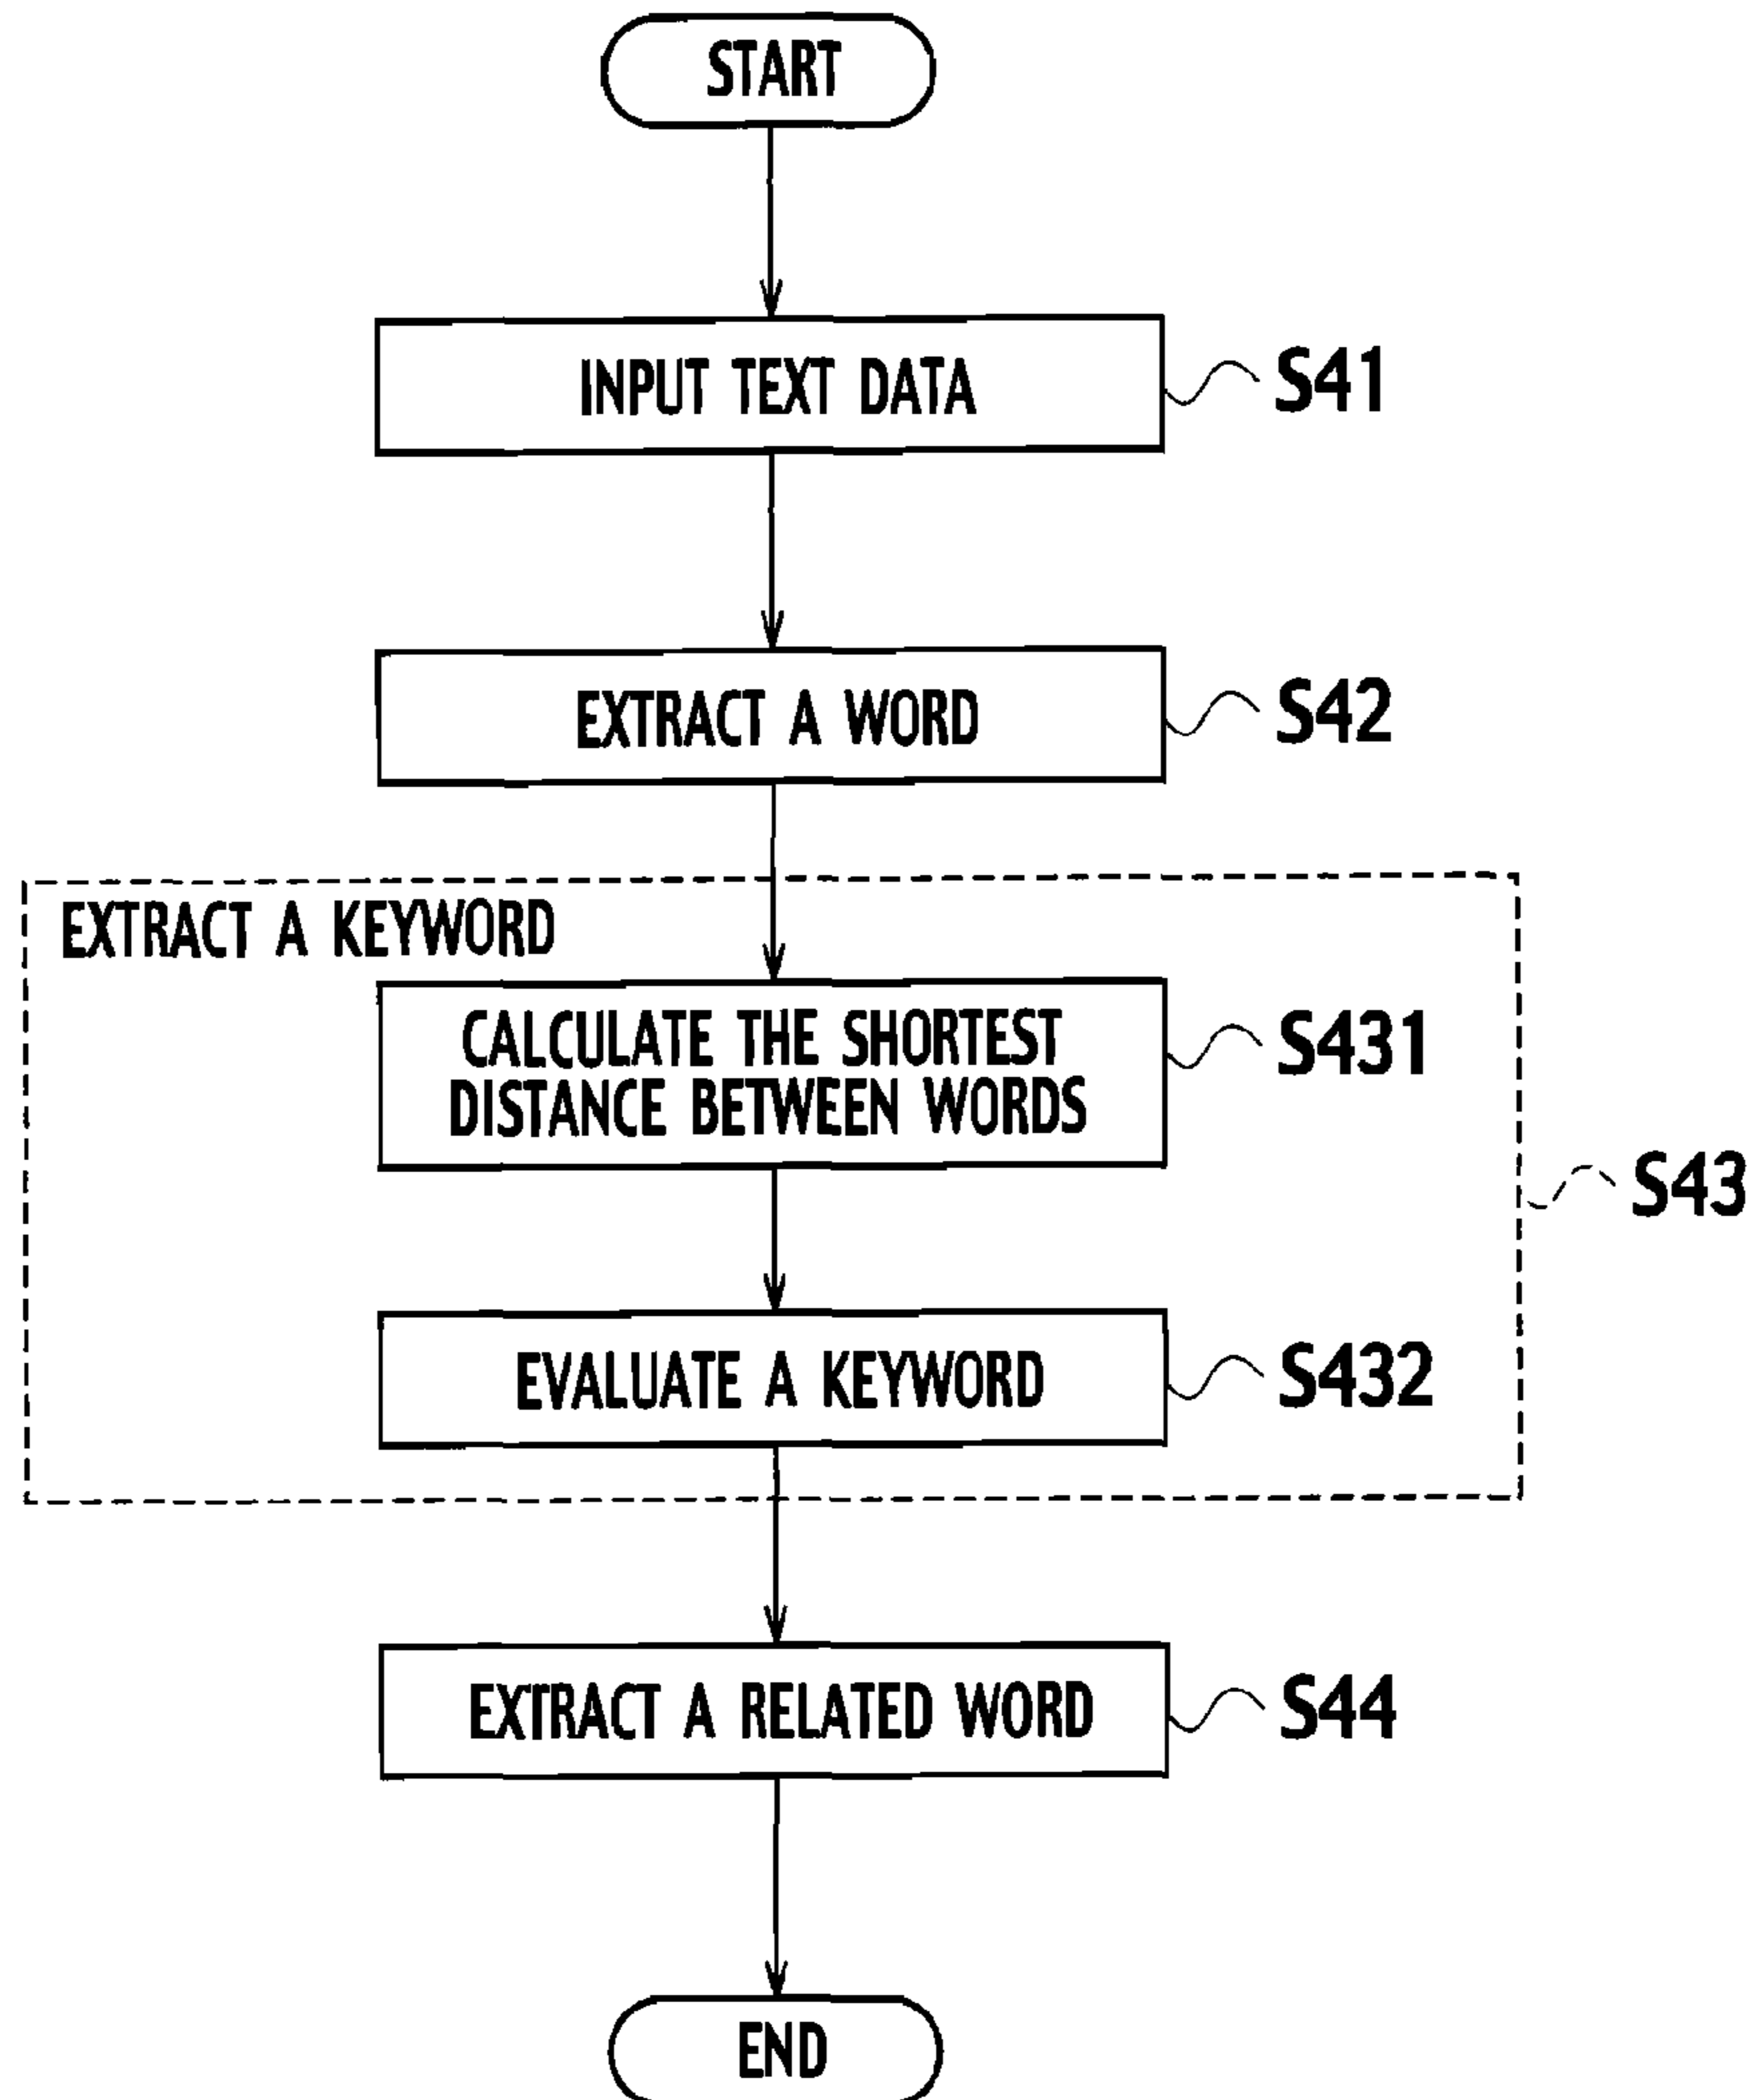 START
INPUT TEXT DATA
S41
EXTRACT A WORD
S42
EXTRACT A KEYWORD
CALCULATE THE SHORTEST
DISTANCE BETWEEN WORDS
S431
S43
EVALUATE A KEYWORD
S432
EXTRACT A RELATED WORD
S44
END